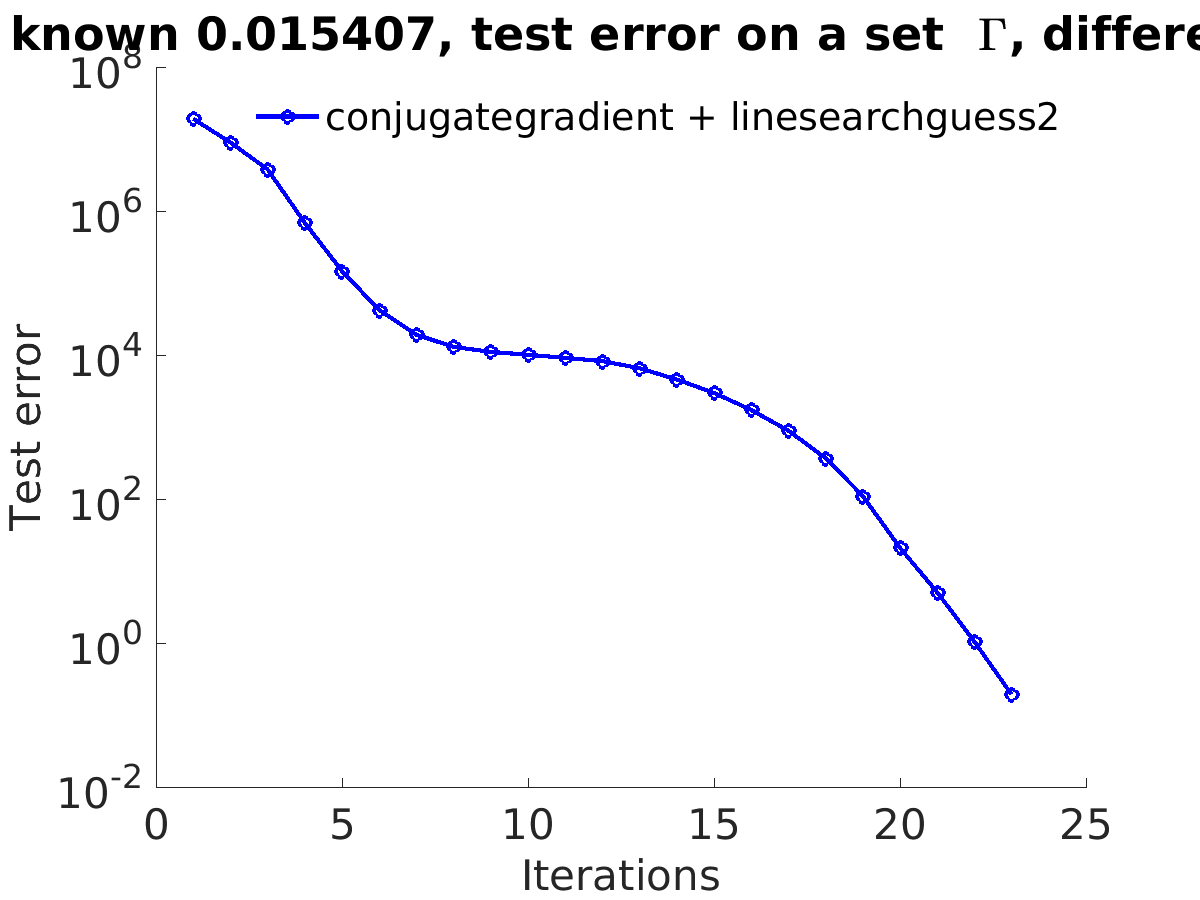 known 0.015407, test error on a set Γ, differe
conjugategradient + linesearchguess2
10^8
10^6
10^4
10^2
10^0
10^-2
Test error
0 5 10 15 20 25
Iterations